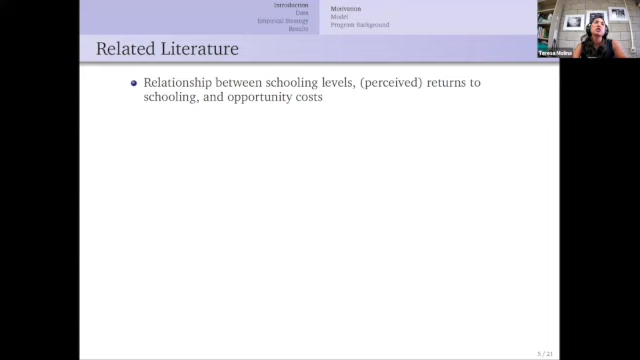 Introduction
Data
Empirical Strategy
Results
Motivation
Model
Program Background
Related Literature
Relationship between schooling levels, (perceived) returns to
schooling, and opportunity costs
Teresa Molina
5 / 21